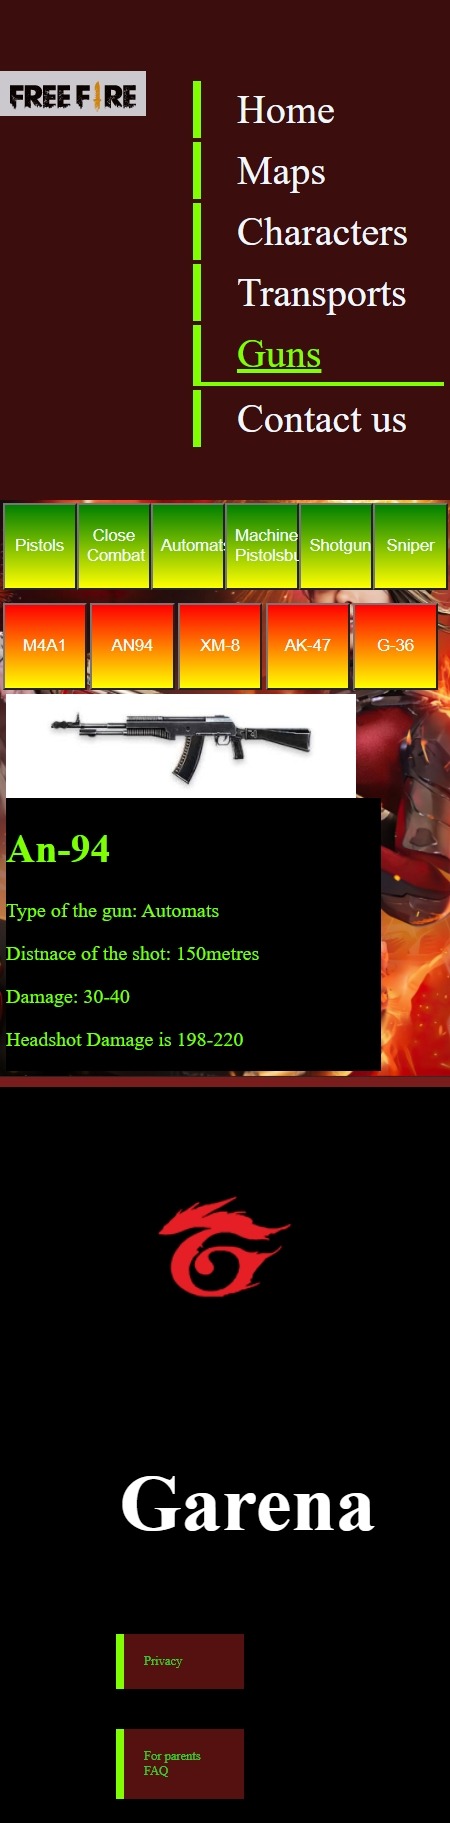 FREE FIRE
Home
Maps
Characters
Transports
Guns
Contact us
Pistols
Close
Combat
Automats
Machine
Pistolsbu
Shotgun
Sniper
M4A1
AN94
XM-8
AK-47
G-36
An-94
Type of the gun: Automats
Distnace of the shot: 150metres
Damage: 30-40
Headshot Damage is 198-220
Garena
Privacy
For parents
FAQ